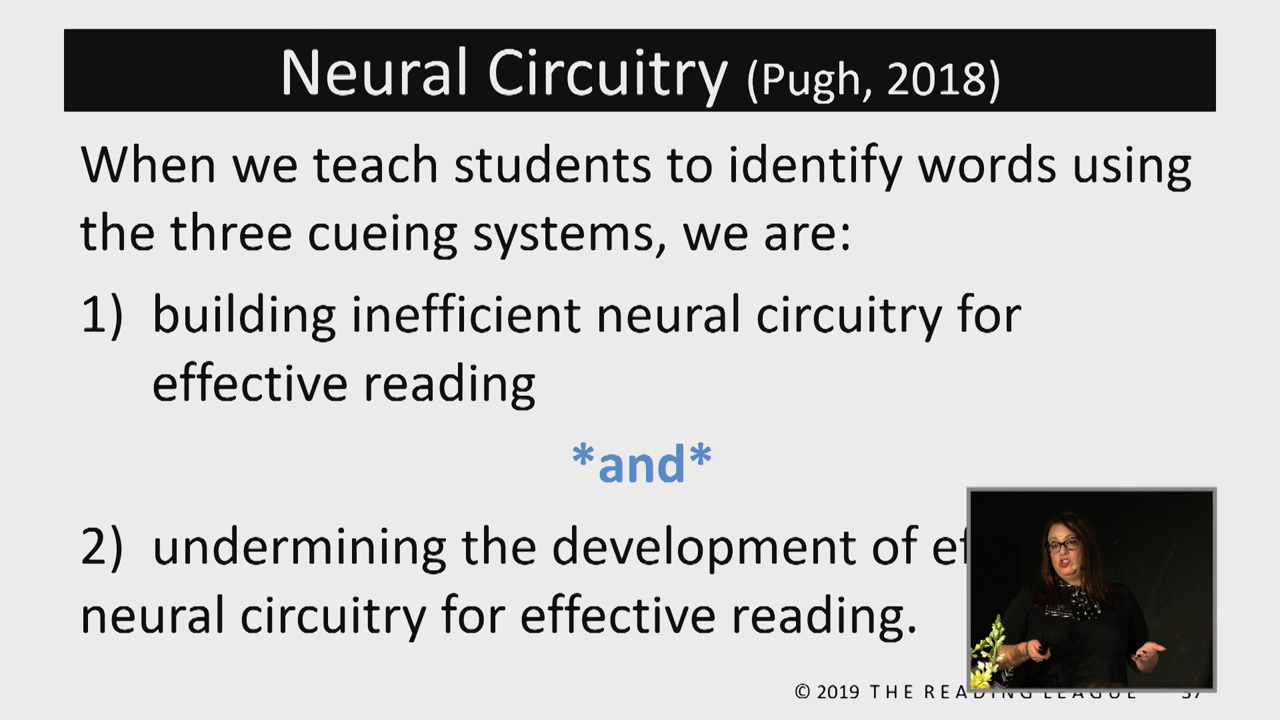 Neural Circuitry (Pugh, 2018)
When we teach students to identify words using
the three cueing systems, we are:
1) building inefficient neural circuitry for
effective reading
*and*
2) undermining the development of
neural circuitry for effective reading.
© 2019 THE READING LEAGUE